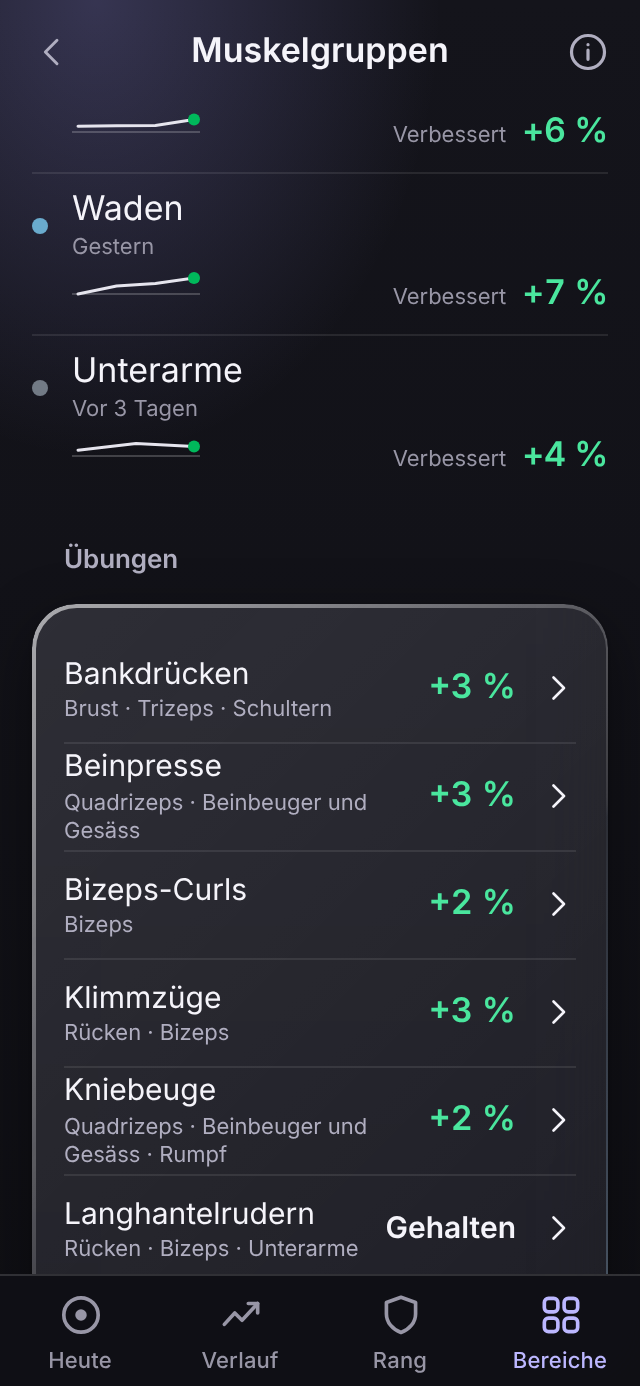 Muskelgruppen
Verbessert +6 %
Waden
Gestern
Verbessert +7 %
Unterarme
Vor 3 Tagen
Verbessert +4 %
Übungen
Bankdrücken
Brust · Trizeps · Schultern
+3 %
Beinpresse
Quadrizeps · Beinbeuger und
Gesäss
+3 %
Bizeps-Curls
Bizeps
+2 %
Klimmzüge
Rücken · Bizeps
+3 %
Kniebeuge
Quadrizeps · Beinbeuger und
Gesäss · Rumpf
+2 %
Langhantelrudern
Rücken · Bizeps · Unterarme
Gehalten
Heute Verlauf Rang Bereiche